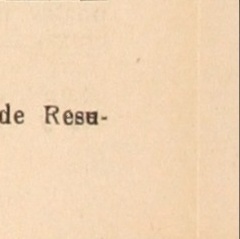 de Resu-